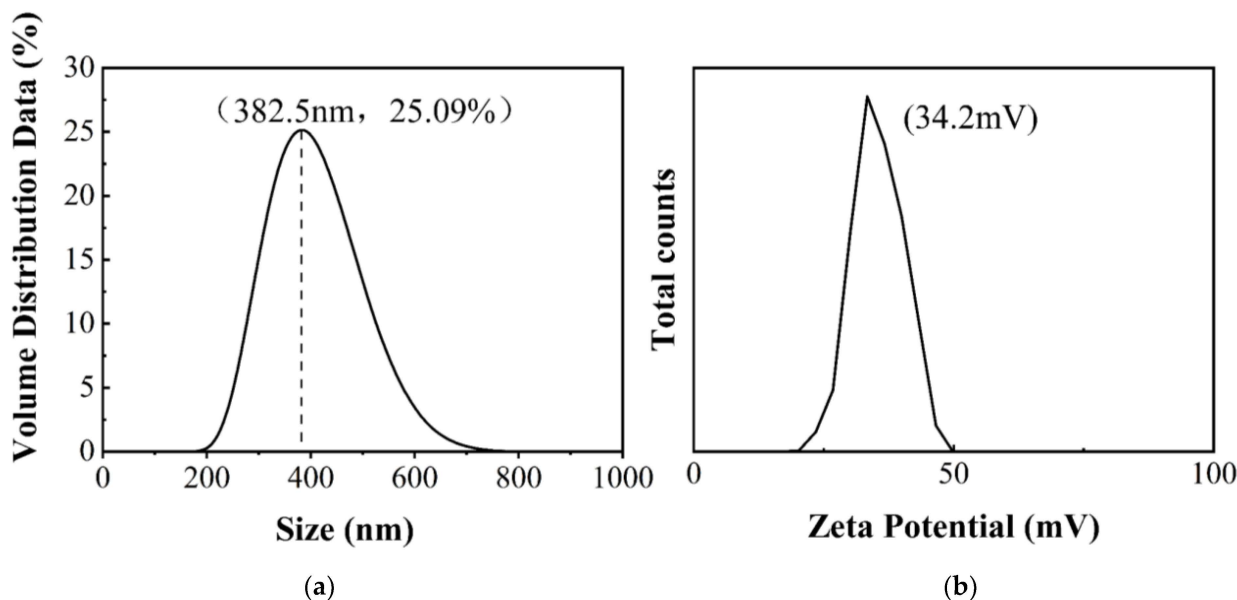 Volume Distribution Data (%)
30
25
20
15
10
5
0
（382.5nm，25.09%）
0 200 400 600 800 1000
Size (nm)
(a)
Total counts
(34.2mV)
0 50 100
Zeta Potential (mV)
(b)